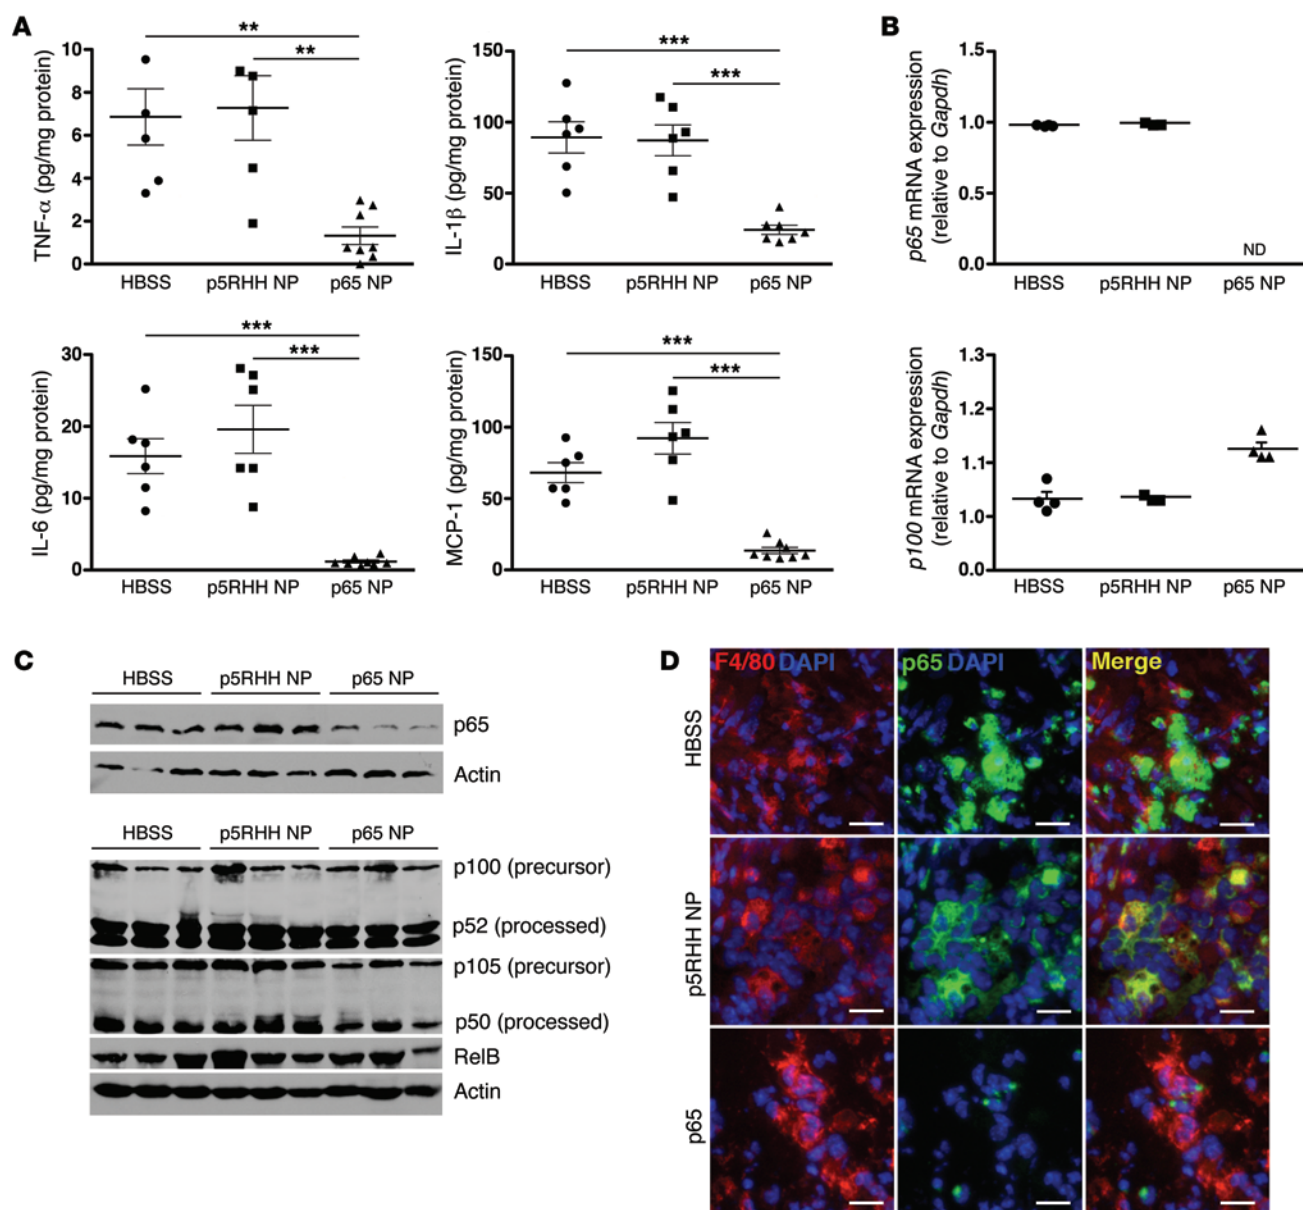 A
**
**
TNF-α (pg/mg protein)
10
8
6
4
2
0
HBSS p5RHH NP p65 NP
***
***
IL-1β (pg/mg protein)
150
100
50
0
HBSS p5RHH NP p65 NP
***
***
IL-6 (pg/mg protein)
30
20
10
0
HBSS p5RHH NP p65 NP
***
***
MCP-1 (pg/mg protein)
150
100
50
0
HBSS p5RHH NP p65 NP
B
p65 mRNA expression
(relative to Gapdh)
1.5
1.0
0.5
0.0
ND
HBSS p5RHH NP p65 NP
p100 mRNA expression
(relative to Gapdh)
1.3
1.2
1.1
1.0
0.0
HBSS p5RHH NP p65 NP
C
HBSS p5RHH NP p65 NP
p65
Actin
HBSS p5RHH NP p65 NP
p100 (precursor)
p52 (processed)
p105 (precursor)
p50 (processed)
RelB
Actin
D
F4/80 DAPI p65 DAPI Merge
HBSS
p5RHH NP
p65